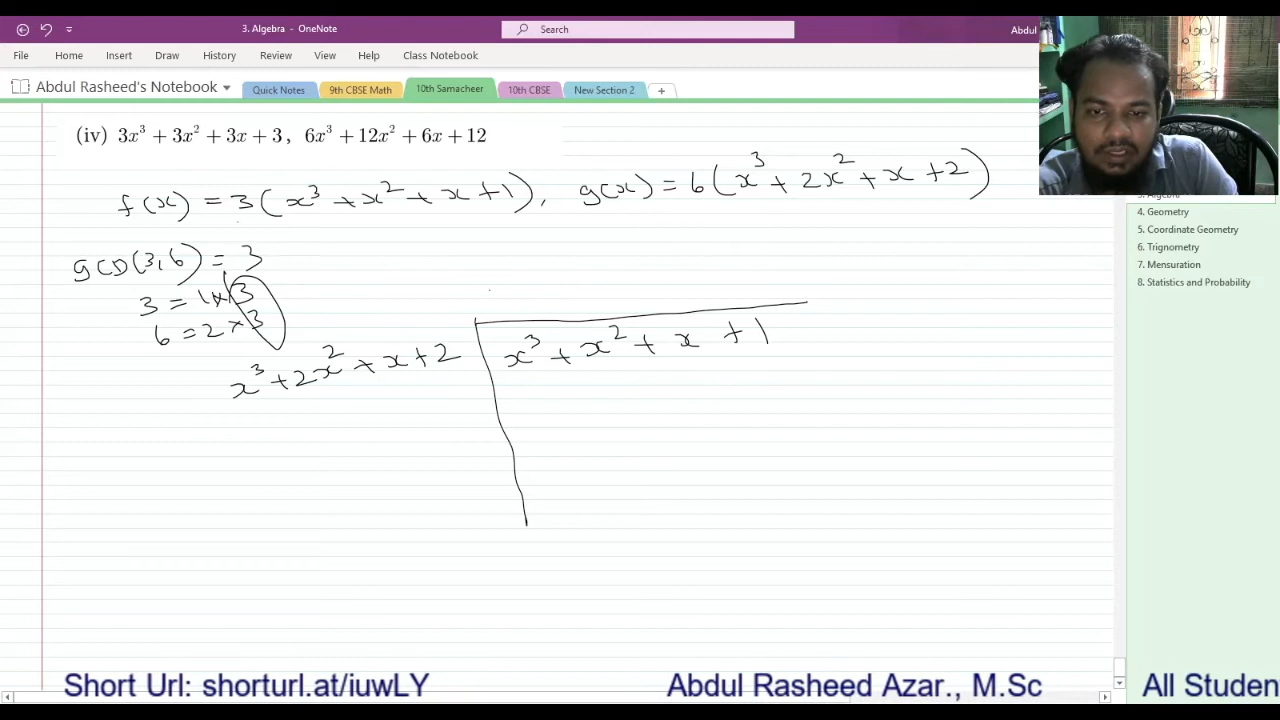 3. Algebra - OneNote
Search
Abdul
File Home Insert Draw History Review View Help Class Notebook
Abdul Rasheed's Notebook
Quick Notes 9th CBSE Math 10th Samacheer 10th CBSE New Section 2
(iv) 3x³ + 3x² + 3x + 3, 6x³ + 12x² + 6x + 12
f(x) = 3(x³ + x² + x + 1), g(x) = 6(x³ + 2x² + x + 2)
gCD(3,6) = 3
3 = 1 × 3
6 = 2 × 3
x³ + 2x² + x + 2
x³ + x² + x + 1
3. Algebra
4. Geometry
5. Coordinate Geometry
6. Trignometry
7. Mensuration
8. Statistics and Probability
Short Url: shorturl.at/iuwLY
Abdul Rasheed Azar., M.Sc
All Studen